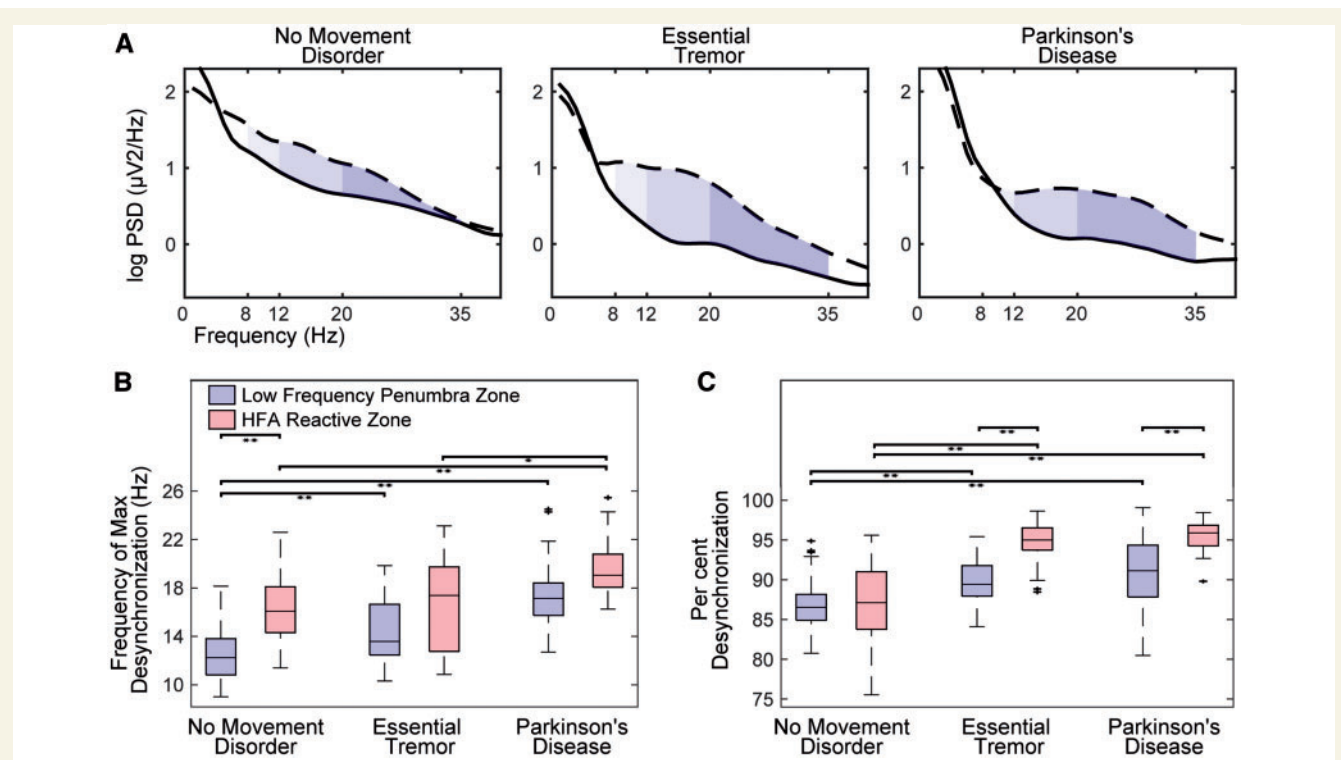 A
No Movement
Disorder
Essential
Tremor
Parkinson's
Disease
log PSD (µV2/Hz)
2
1
0
2
1
0
2
1
0
0 8 12 20 35
0 8 12 20 35
0 8 12 20 35
Frequency (Hz)
B
Low Frequency Penumbra Zone
HFA Reactive Zone
**
*
**
**
**
Frequency of Max
Desynchronization (Hz)
26
22
18
14
10
No Movement
Disorder
Essential
Tremor
Parkinson's
Disease
C
**
**
**
**
**
**
Per cent
Desynchronization
100
95
90
85
80
75
No Movement
Disorder
Essential
Tremor
Parkinson's
Disease